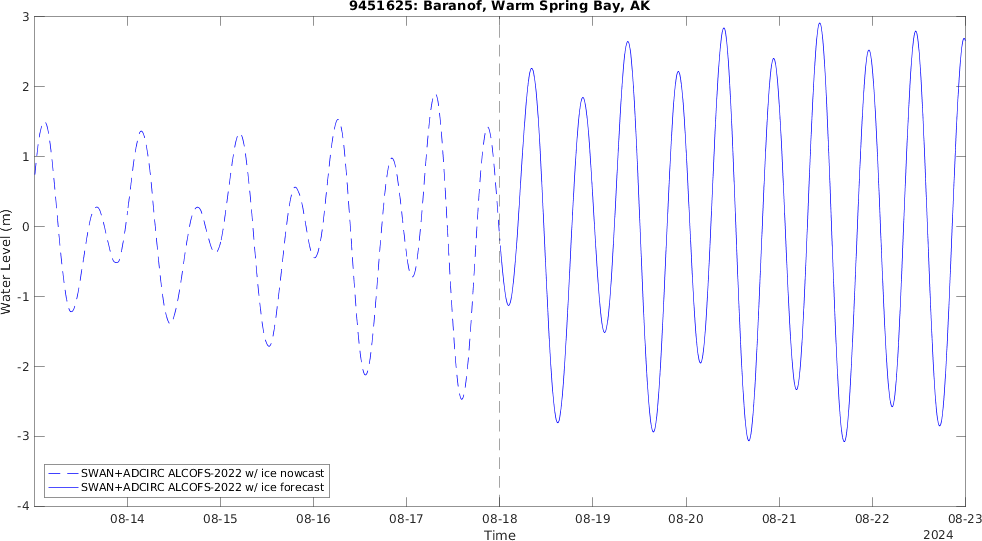 9451625: Baranof, Warm Spring Bay, AK
3
2
1
0
-1
-2
-3
-4
Water Level (m)
SWAN+ADCIRC ALCOFS-2022 w/ ice nowcast
SWAN+ADCIRC ALCOFS-2022 w/ ice forecast
08-14 08-15 08-16 08-17 08-18 08-19 08-20 08-21 08-22 08-23
Time
2024